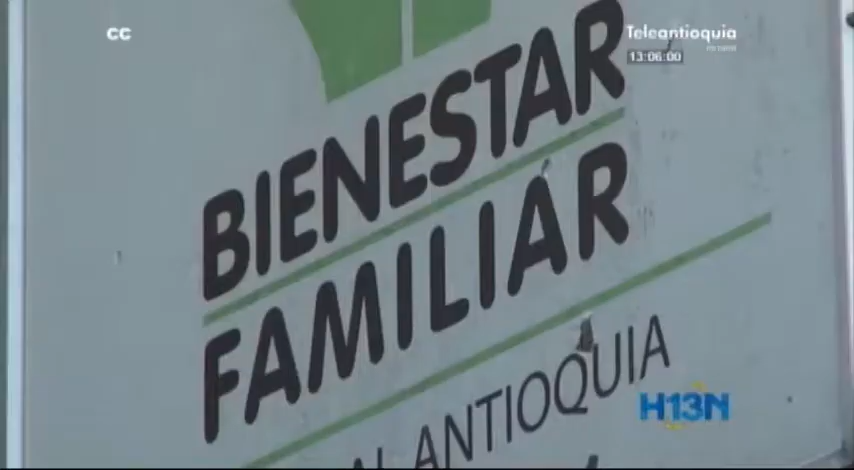 CC
Teleantioquia
13:06:00
BIENESTAR
FAMILIAR
ANTIOQUIA
H13N